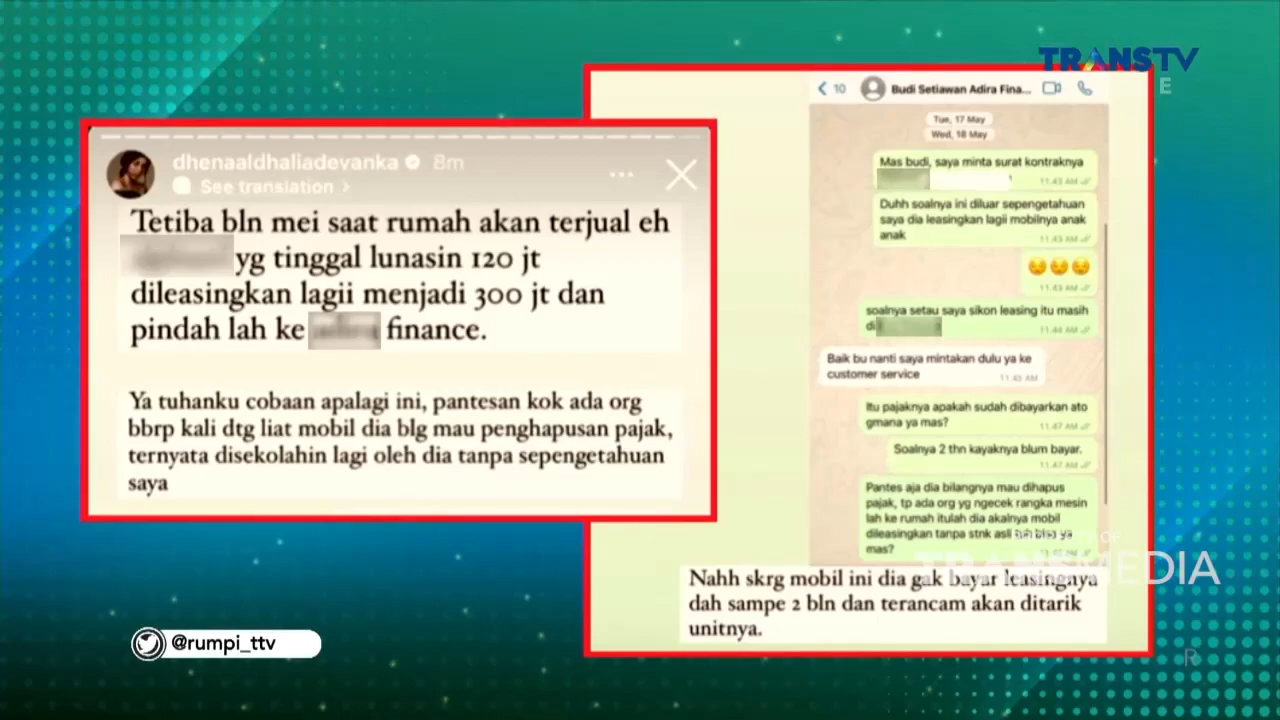 TRANSTV
E
dhenaaldhaliadevanka 8m
See translation
Tetiba bln mei saat rumah akan terjual eh
yg tinggal lunasin 120 jt
dileasingkan lagii menjadi 300 jt dan
pindah lah ke
finance.
Ya tuhanku cobaan apalagi ini, pantesan kok ada org
bbrp kali dtg liat mobil dia blg mau penghapusan pajak,
ternyata disekolahin lagi oleh dia tanpa sepengetahuan
saya
10 Budi Setiawan Adira Fina...
Tue, 17 May
Wed, 18 May
Mas budi, saya minta surat kontraknya
11.43 AM
Duhh soalnya ini diluar sepengetahuan
saya dia leasingkan lagii mobilnya anak
anak
11.43 AM
11.43 AM
soalnya setau saya sikon leasing itu masih
di
11.44 AM
Baik bu nanti saya mintakan dulu ya ke
customer service
11.45 AM
Itu pajaknya apakah sudah dibayarkan ato
gmana ya mas?
11.47 AM
Soalnya 2 thn kayaknya blum bayar.
11.47 AM
Pantes aja dia bilangnya mau dihapus
pajak, tp ada org yg ngecek rangka mesin
lah ke rumah itulah dia akalnya mobil
dileasingkan tanpa stnk asli
mas?
Nahh skrg mobil ini dia gak bayar leasingnya
dah sampe 2 bln dan terancam akan ditarik
unitnya.
TRANSMEDIA
@rumpi_ttv
R